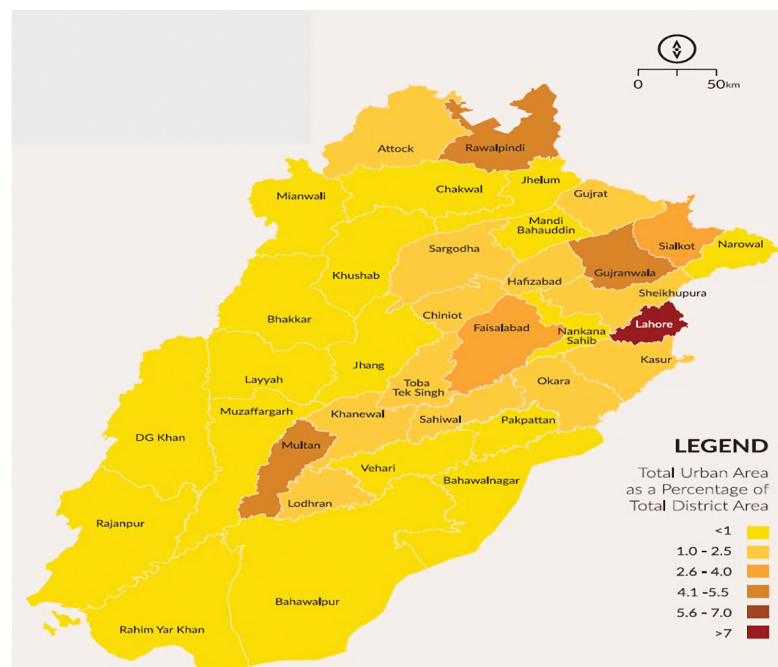 0 50km
Attock
Rawalpindi
Jhelum
Chakwal
Mianwali
Gujrat
Mandi
Bahauddin
Sialkot
Narowal
Sargodha
Khushab
Hafizabad
Gujranwala
Sheikhupura
Bhakkar
Chiniot
Faisalabad
Nankana
Sahib
Lahore
Kasur
Jhang
Layyah
Toba
Tek Singh
Okara
Muzaffargarh
Khanewal
Sahiwal
Pakpattan
DG Khan
Multan
Vehari
Bahawalnagar
Lodhran
Rajanpur
Bahawalpur
Rahim Yar Khan
LEGEND
Total Urban Area
as a Percentage of
Total District Area
<1
1.0 - 2.5
2.6 - 4.0
4.1 -5.5
5.6 - 7.0
>7